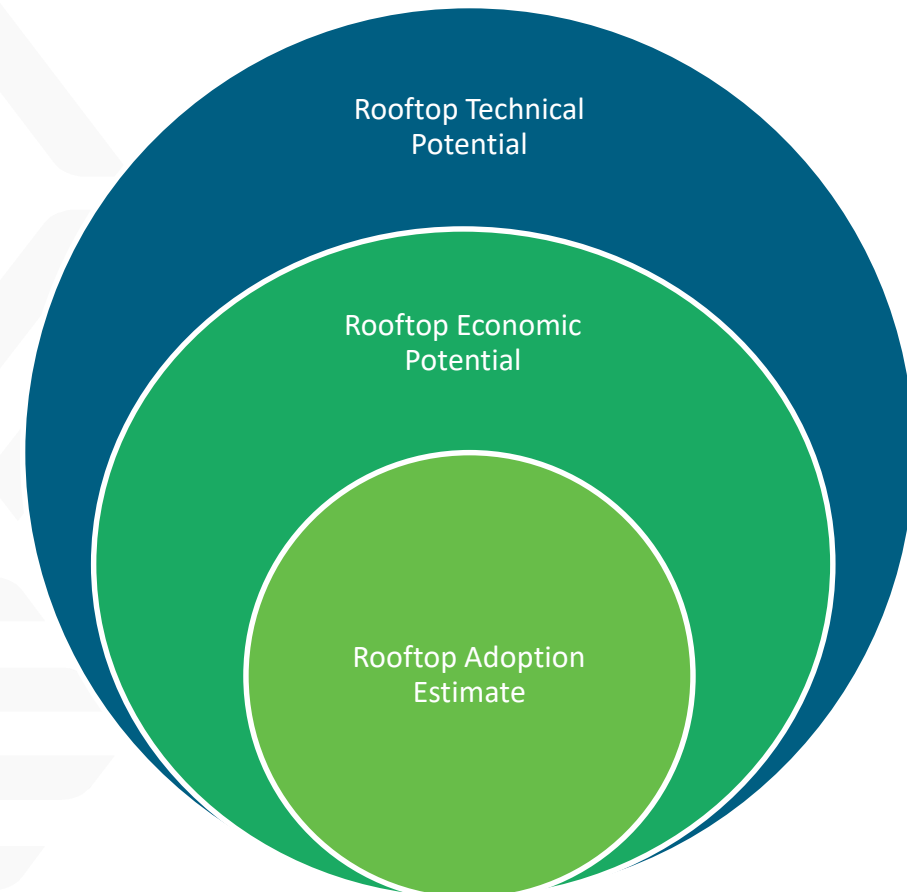 Rooftop Technical
Potential
Rooftop Economic
Potential
Rooftop Adoption
Estimate